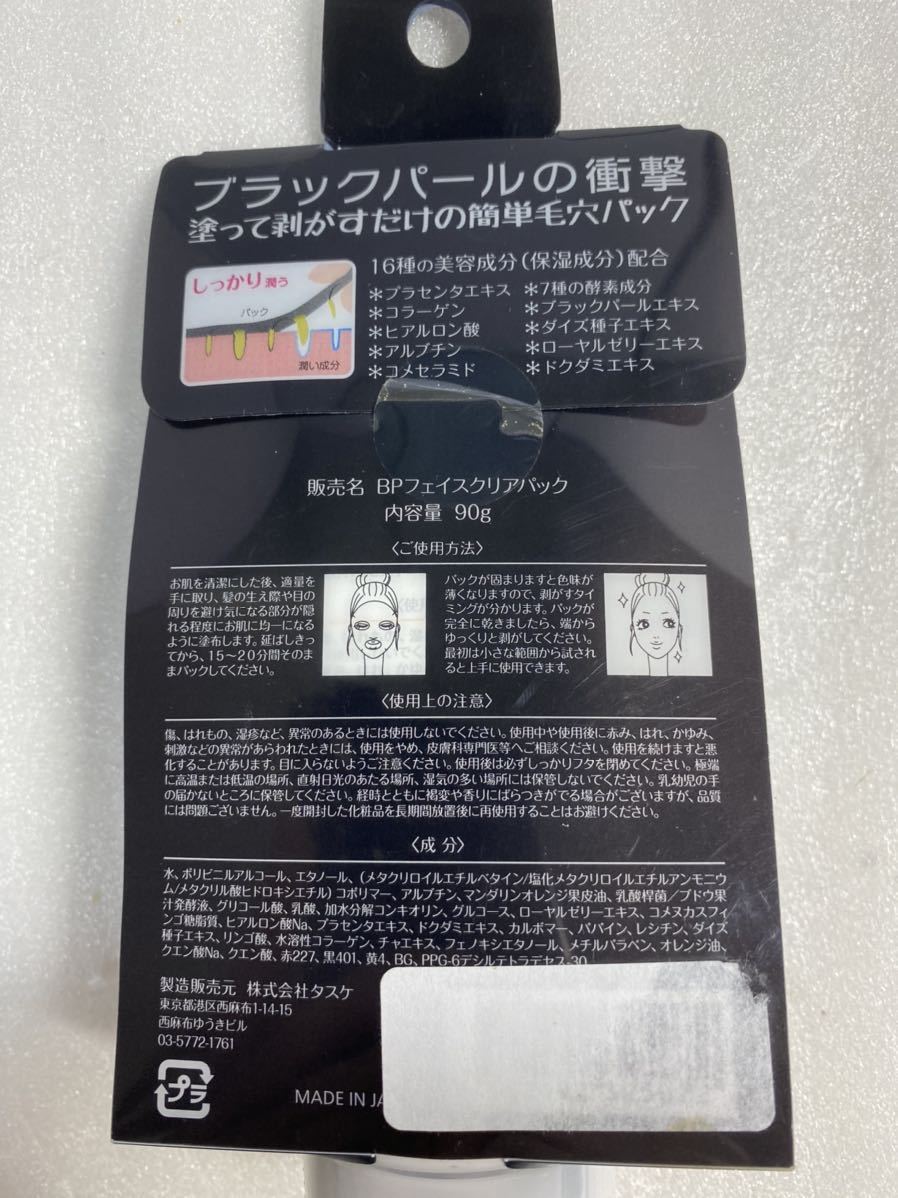 ブラックパールの衝撃
塗って剥がすだけの簡単毛穴パック
しっかり潤う
パック
潤い成分
16種の美容成分(保湿成分)配合
＊プラセンタエキス
＊コラーゲン
＊ヒアルロン酸
＊アルブチン
＊コメセラミド
＊7種の酵素成分
＊ブラックパールエキス
＊ダイズ種子エキス
＊ローヤルゼリーエキス
＊ドクダミエキス
販売名 BPフェイスクリアパック
内容量 90g
〈ご使用方法〉
お肌を清潔にした後、適量を
手に取り、髪の生え際や目の
周りを避け気になる部分が隠
れる程度にお肌に均一になる
ように塗布します。延ばしきっ
てから、15〜20分間そのま
まパックしてください。
パックが固まりますと色味が
薄くなりますので、剥がすタイ
ミングが分かります。パックが
完全に乾きましたら、端から
ゆっくりと剥がしてください。
最初は小さな範囲から試され
ると上手に使用できます。
〈使用上の注意〉
傷、はれもの、湿疹など、異常のあるときには使用しないでください。使用中や使用後に赤み、はれ、かゆみ、
刺激などの異常があらわれたときには、使用をやめ、皮膚科専門医等へご相談ください。使用を続けますと悪
化することがあります。目に入らないようご注意ください。使用後は必ずしっかりフタを閉めてください。極端
に高温または低温の場所、直射日光のあたる場所、湿気の多い場所には保管しないでください。乳幼児の手
の届かないところに保管してください。経時とともに褐変や香りにばらつきがでる場合がございますが、品質
には問題ございません。一度開封した化粧品を長期間放置後に再使用することはお避けください。
〈成分〉
水、ポリビニルアルコール、エタノール、(メタクリロイルエチルベタイン/塩化メタクリロイルエチルアンモニウ
ム/メタクリル酸ヒドロキシエチル)コポリマー、アルブチン、マンダリンオレンジ果皮油、乳酸桿菌／ブドウ果
汁発酵液、グリコール酸、乳酸、加水分解コンキオリン、グルコース、ローヤルゼリーエキス、コメヌカスフィ
ンゴ糖脂質、ヒアルロン酸Na、プラセンタエキス、ドクダミエキス、カルボマー、パパイン、レシチン、ダイズ
種子エキス、リンゴ酸、水溶性コラーゲン、チャエキス、フェノキシエタノール、メチルパラベン、オレンジ油、
クエン酸Na、クエン酸、赤227、黒401、黄4、BG、PPG-6デシルテトラデセス-30
製造販売元 株式会社タスケ
東京都港区西麻布1-14-15
西麻布ゆうきビル
03-5772-1761
プラ
MADE IN JA